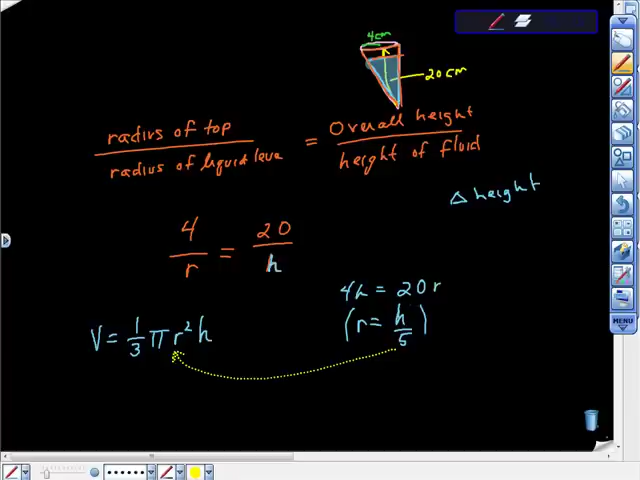 4cm
20cm
radius of top = Overall height
radius of liquid leve height of fluid
Δ height
4 = 20
r h
4h = 20r
(r = h/5)
V = 1/3 π r² h
MENU